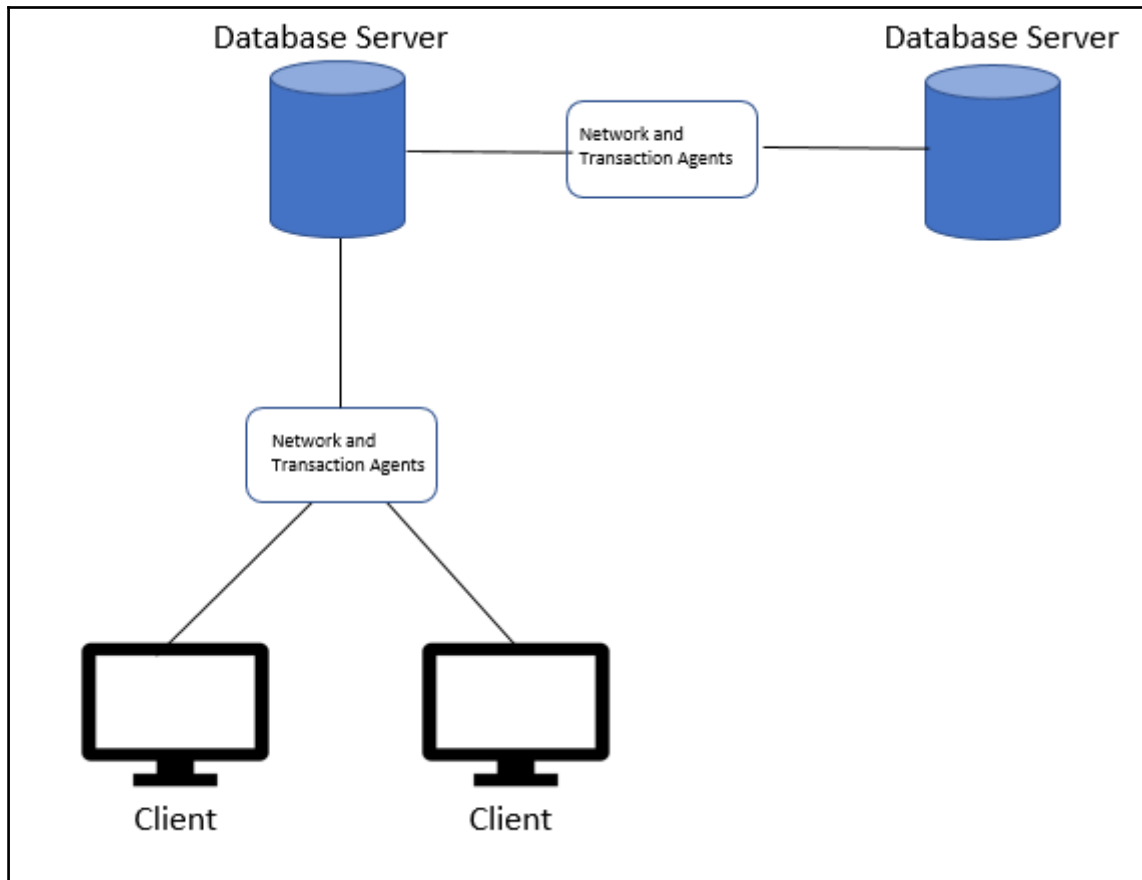 Database Server
Database Server
Network and
Transaction Agents
Network and
Transaction Agents
Client
Client